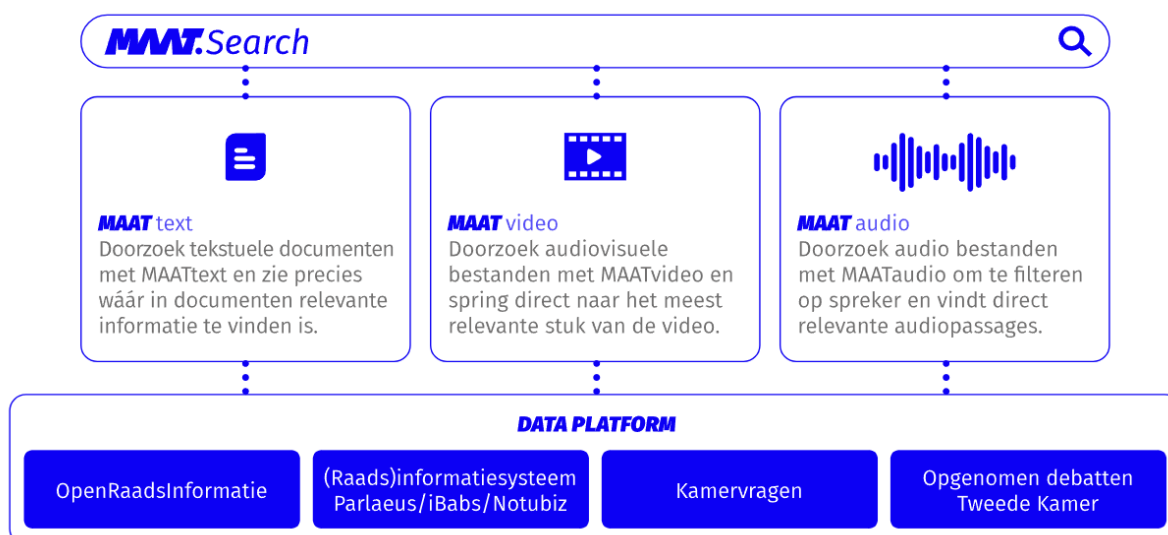 MAAT.Search
MAAT text
Doorzoek tekstuele documenten
met MAATtext en zie precies
wáár in documenten relevante
informatie te vinden is.
MAAT video
Doorzoek audiovisuele
bestanden met MAATvideo en
spring direct naar het meest
relevante stuk van de video.
MAAT audio
Doorzoek audio bestanden
met MAATaudio om te filteren
op spreker en vindt direct
relevante audiopassages.
DATA PLATFORM
OpenRaadsInformatie
(Raads)informatiesysteem
Parlaeus/iBabs/Notubiz
Kamervragen
Opgenomen debatten
Tweede Kamer